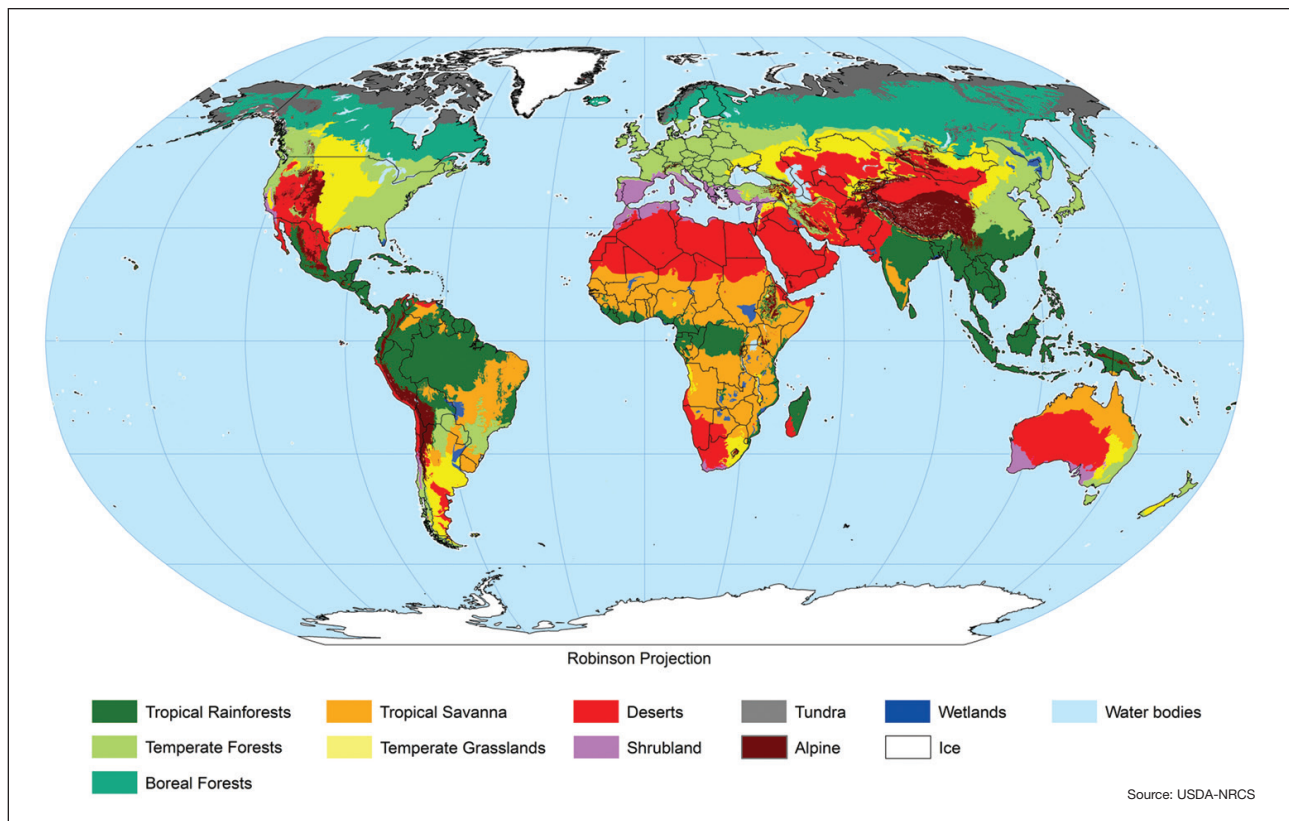 Robinson Projection
Tropical Rainforests
Tropical Savanna
Deserts
Tundra
Wetlands
Water bodies
Temperate Forests
Temperate Grasslands
Shrubland
Alpine
Ice
Boreal Forests
Source: USDA-NRCS